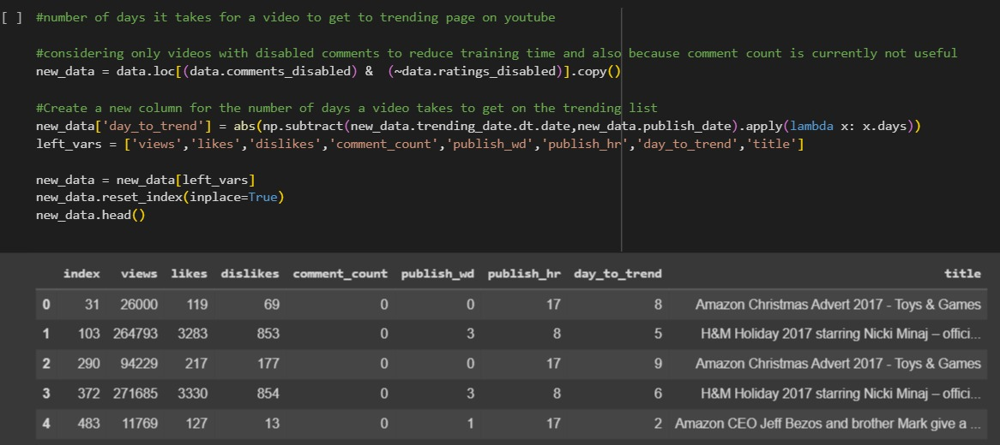 [ ] #number of days it takes for a video to get to trending page on youtube
#considering only videos with disabled comments to reduce training time and also because comment count is currently not useful
new_data = data.loc[(data.comments_disabled) &  (~data.ratings_disabled)].copy()
#Create a new column for the number of days a video takes to get on the trending list
new_data['day_to_trend'] = abs(np.subtract(new_data.trending_date.dt.date,new_data.publish_date).apply(lambda x: x.days))
left_vars = ['views','likes','dislikes','comment_count','publish_wd','publish_hr','day_to_trend','title']
new_data = new_data[left_vars]
new_data.reset_index(inplace=True)
new_data.head()
index views likes dislikes comment_count publish_wd publish_hr day_to_trend title
0 31 26000 119 69 0 0 17 8 Amazon Christmas Advert 2017 - Toys & Games
1 103 264793 3283 853 0 3 8 5 H&M Holiday 2017 starring Nicki Minaj – offici...
2 290 94229 217 177 0 0 17 9 Amazon Christmas Advert 2017 - Toys & Games
3 372 271685 3330 854 0 3 8 6 H&M Holiday 2017 starring Nicki Minaj – offici...
4 483 11769 127 13 0 1 17 2 Amazon CEO Jeff Bezos and brother Mark give a ...